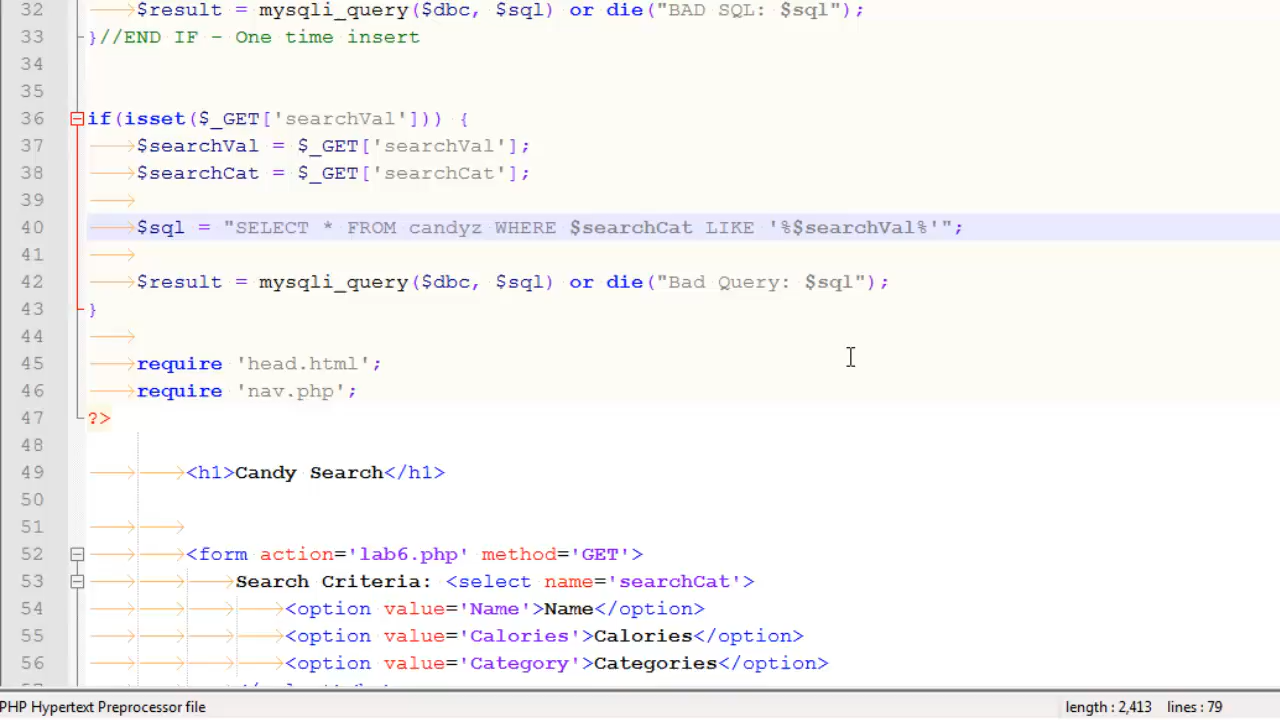 32 $result = mysqli_query($dbc, $sql) or die("BAD SQL: $sql");
33 }//END IF - One time insert
34
35
36 if(isset($_GET['searchVal'])) {
37 $searchVal = $_GET['searchVal'];
38 $searchCat = $_GET['searchCat'];
39
40 $sql = "SELECT * FROM candyz WHERE $searchCat LIKE '%$searchVal%'";
41
42 $result = mysqli_query($dbc, $sql) or die("Bad Query: $sql");
43 }
44
45 require 'head.html';
46 require 'nav.php';
47 ?>
48
49 <h1>Candy Search</h1>
50
51
52 <form action='lab6.php' method='GET'>
53 Search Criteria: <select name='searchCat'>
54 <option value='Name'>Name</option>
55 <option value='Calories'>Calories</option>
56 <option value='Category'>Categories</option>
PHP Hypertext Preprocessor file length : 2,413 lines : 79